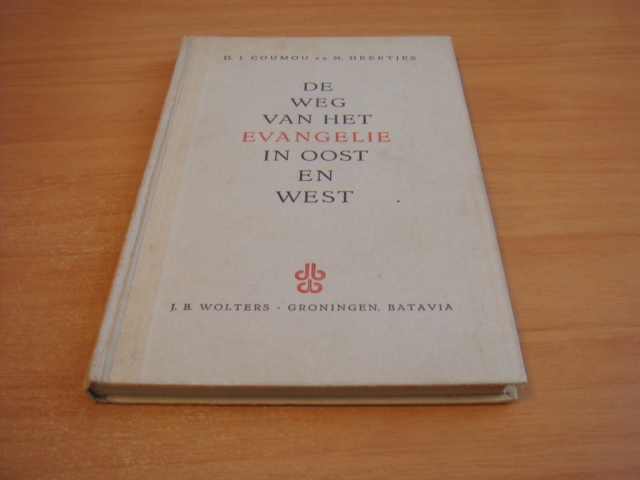 D. J. COUMOU EN N. HEERTJES
DE
WEG
VAN HET
EVANGELIE
IN OOST
EN
WEST
J. B. WOLTERS · GRONINGEN, BATAVIA